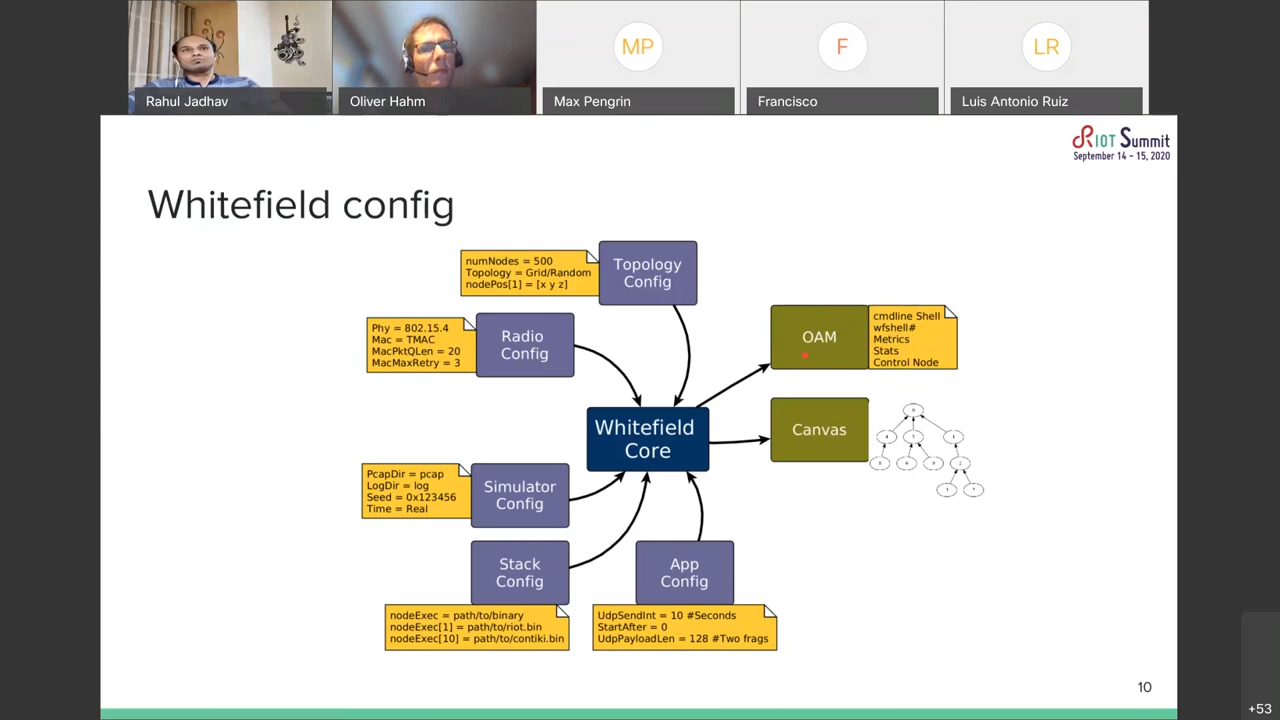 MP
F
LR
Rahul Jadhav
Oliver Hahm
Max Pengrin
Francisco
Luis Antonio Ruiz
RIOT Summit
September 14 – 15, 2020
Whitefield config
numNodes = 500
Topology = Grid/Random
nodePos[1] = [x y z]
Topology
Config
Phy = 802.15.4
Mac = TMAC
MacPktQLen = 20
MacMaxRetry = 3
Radio
Config
OAM
cmdline Shell
wfshell#
Metrics
Stats
Control Node
Whitefield
Core
Canvas
PcapDir = pcap
LogDir = log
Seed = 0x123456
Time = Real
Simulator
Config
Stack
Config
App
Config
nodeExec = path/to/binary
nodeExec[1] = path/to/riot.bin
nodeExec[10] = path/to/contiki.bin
UdpSendInt = 10 #Seconds
StartAfter = 0
UdpPayloadLen = 128 #Two frags
10
+53